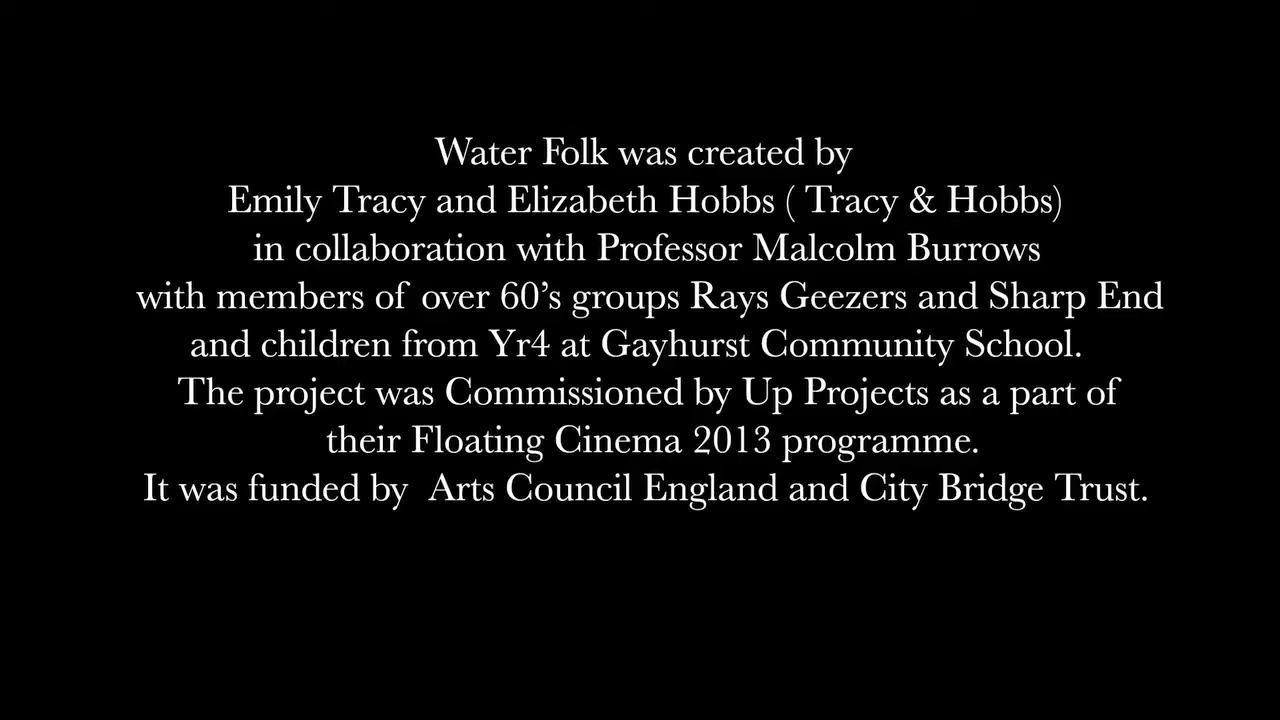 Water Folk was created by
Emily Tracy and Elizabeth Hobbs ( Tracy & Hobbs)
in collaboration with Professor Malcolm Burrows
with members of over 60’s groups Rays Geezers and Sharp End
and children from Yr4 at Gayhurst Community School.
The project was Commissioned by Up Projects as a part of
their Floating Cinema 2013 programme.
It was funded by  Arts Council England and City Bridge Trust.